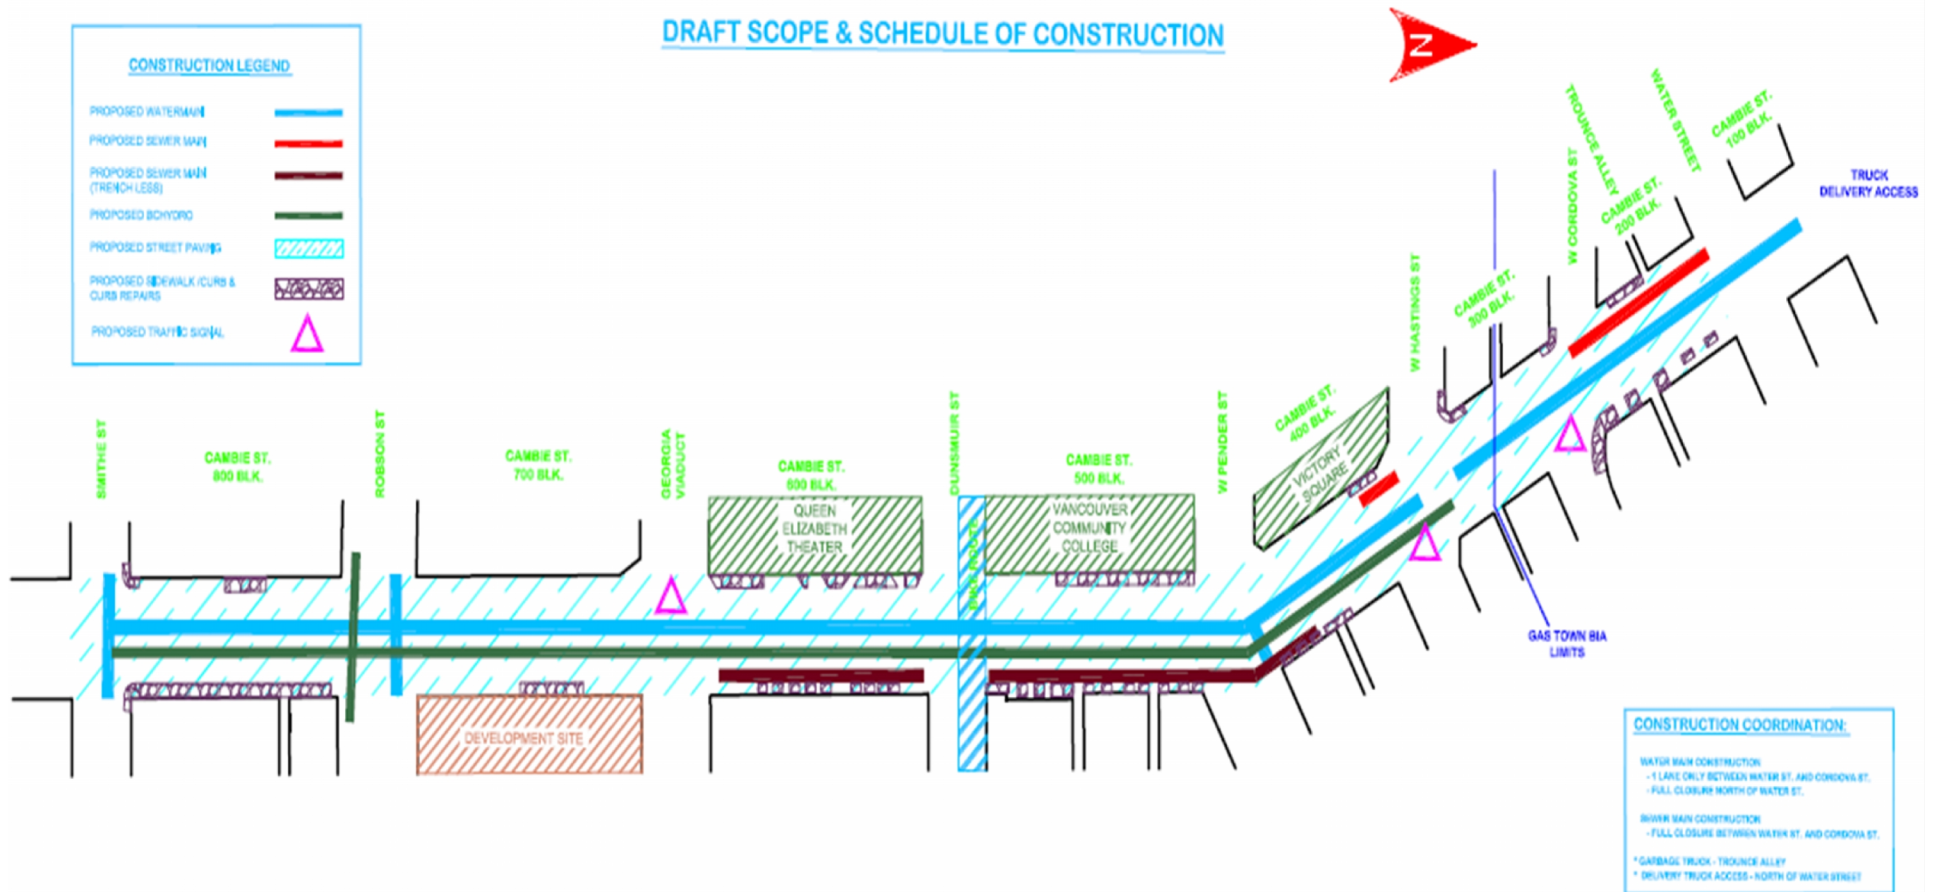 DRAFT SCOPE & SCHEDULE OF CONSTRUCTION
N
CONSTRUCTION LEGEND
PROPOSED WATERMAIN
PROPOSED SEWER MAIN
PROPOSED SEWER MAIN
(TRENCH LESS)
PROPOSED BCHYDRO
PROPOSED STREET PAVING
PROPOSED SIDEWALK /CURB &
CURB REPAIRS
PROPOSED TRAFFIC SIGNAL
SMITHE ST
CAMBIE ST.
800 BLK.
ROBSON ST
CAMBIE ST.
700 BLK.
GEORGIA
VIADUCT
CAMBIE ST.
600 BLK.
DUNSMUIR ST
CAMBIE ST.
500 BLK.
W PENDER ST
CAMBIE ST.
400 BLK.
W HASTINGS ST
CAMBIE ST.
300 BLK.
W CORDOVA ST
TROUNCE ALLEY
CAMBIE ST.
200 BLK.
WATER STREET
CAMBIE ST.
100 BLK.
TRUCK
DELIVERY ACCESS
QUEEN
ELIZABETH
THEATER
BIKE ROUTE
VANCOUVER
COMMUNITY
COLLEGE
VICTORY
SQUARE
DEVELOPMENT SITE
GAS TOWN BIA
LIMITS
CONSTRUCTION COORDINATION:
WATER MAIN CONSTRUCTION
- 1 LANE ONLY BETWEEN WATER ST. AND CORDOVA ST.
- FULL CLOSURE NORTH OF WATER ST.
SEWER MAIN CONSTRUCTION
- FULL CLOSURE BETWEEN WATER ST. AND CORDOVA ST.
* GARBAGE TRUCK - TROUNCE ALLEY
* DELIVERY TRUCK ACCESS - NORTH OF WATER STREET